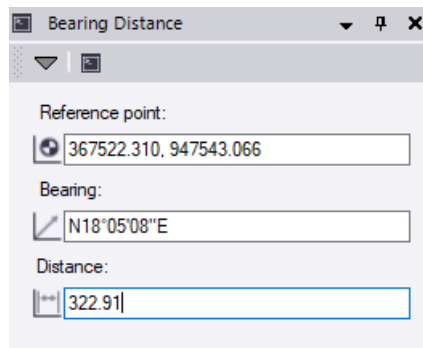 Bearing Distance
Reference point:
367522.310, 947543.066
Bearing:
N18°05'08"E
Distance:
322.91